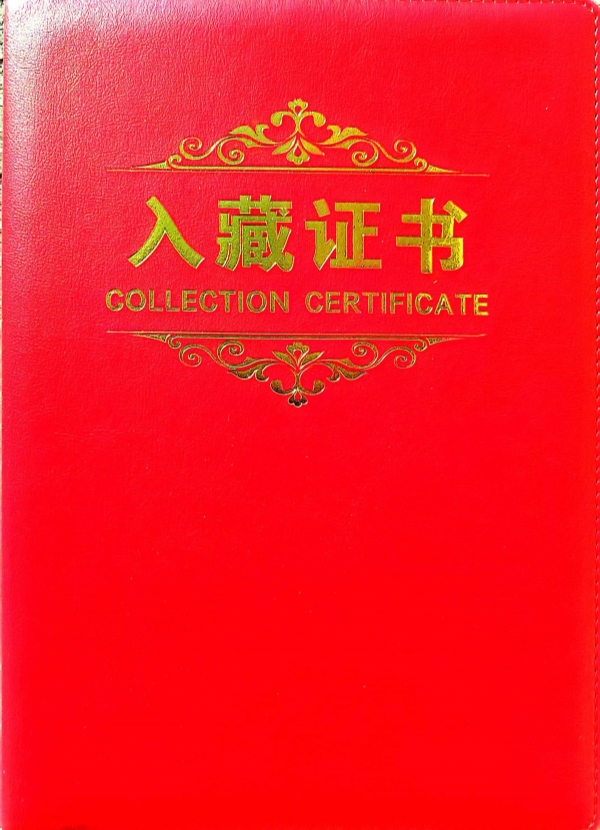 入藏证书
COLLECTION CERTIFICATE